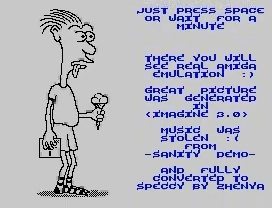 JUST PRESS SPACE
OR WAIT FOR A
MINUTE
THERE YOU WILL
SEE REAL AMIGA
EMULATION :)
GREAT PICTURE
WAS GENERATED
IN
(IMAGINE 3.0)
MUSIC WAS
STOLEN :(
FROM
-SANITY DEMO-
AND FULLY
CONVERTED TO
SPECCY BY ZHENYA